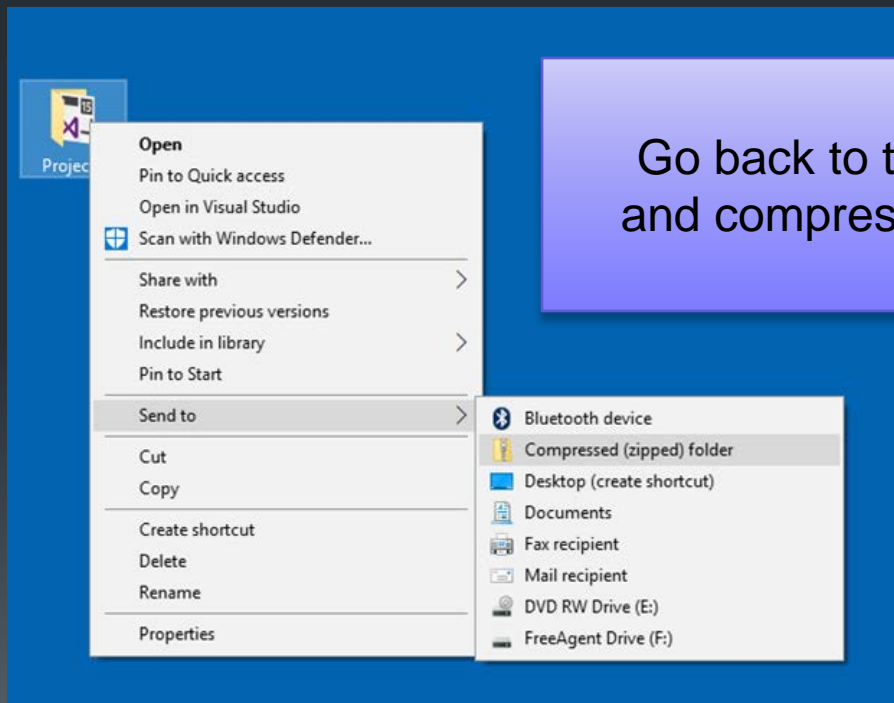 15
Projec
Open
Pin to Quick access
Open in Visual Studio
Scan with Windows Defender...
Share with
Restore previous versions
Include in library
Pin to Start
Send to
Cut
Copy
Create shortcut
Delete
Rename
Properties
Bluetooth device
Compressed (zipped) folder
Desktop (create shortcut)
Documents
Fax recipient
Mail recipient
DVD RW Drive (E:)
FreeAgent Drive (F:)
Go back to t
and compres